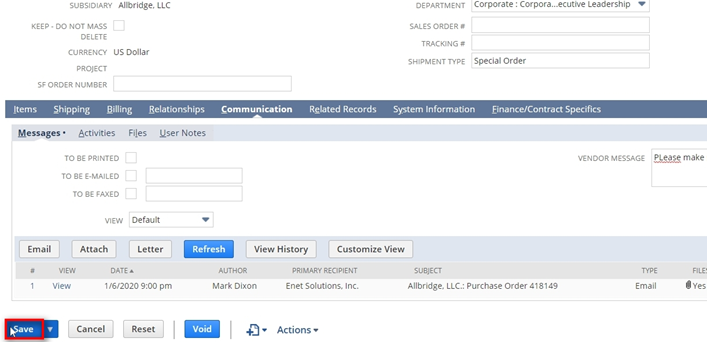 SUBSIDIARY Allbridge, LLC
DEPARTMENT Corporate : Corpora...ecutive Leadership
KEEP - DO NOT MASS DELETE
SALES ORDER #
TRACKING #
CURRENCY US Dollar
SHIPMENT TYPE Special Order
PROJECT
SF ORDER NUMBER
Items Shipping Billing Relationships Communication Related Records System Information Finance/Contract Specifics
Messages • Activities Files User Notes
TO BE PRINTED
VENDOR MESSAGE PLease make
TO BE E-MAILED
TO BE FAXED
VIEW Default
Email Attach Letter Refresh View History Customize View
# VIEW DATE AUTHOR PRIMARY RECIPIENT SUBJECT TYPE FILES
1 View 1/6/2020 9:00 pm Mark Dixon Enet Solutions, Inc. Allbridge, LLC.: Purchase Order 418149 Email Yes
Save Cancel Reset Void Actions